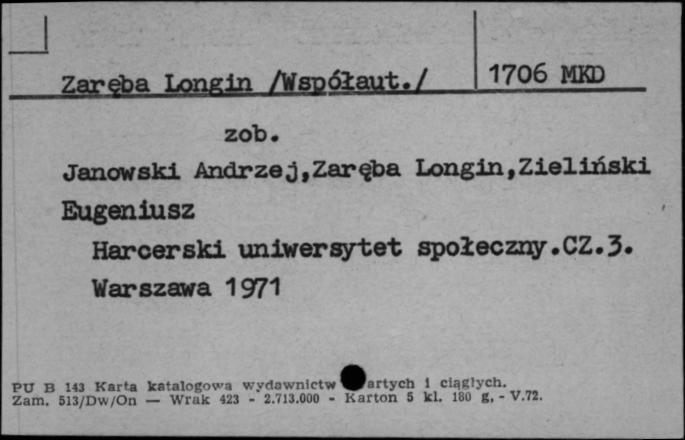 Zaręba Longin /Współaut./ 1706 MKD
zob.
Janowski Andrzej,Zaręba Longin,Zieliński
Eugeniusz
Harcerski uniwersytet społeczny.CZ.3.
Warszawa 1971
PU B 143 Karta katalogowa wydawnictw artych i ciągłych.
Zam. 513/Dw/On — Wrak 423 - 2.713.000 - Karton 5 kl. 180 g. - V.72.